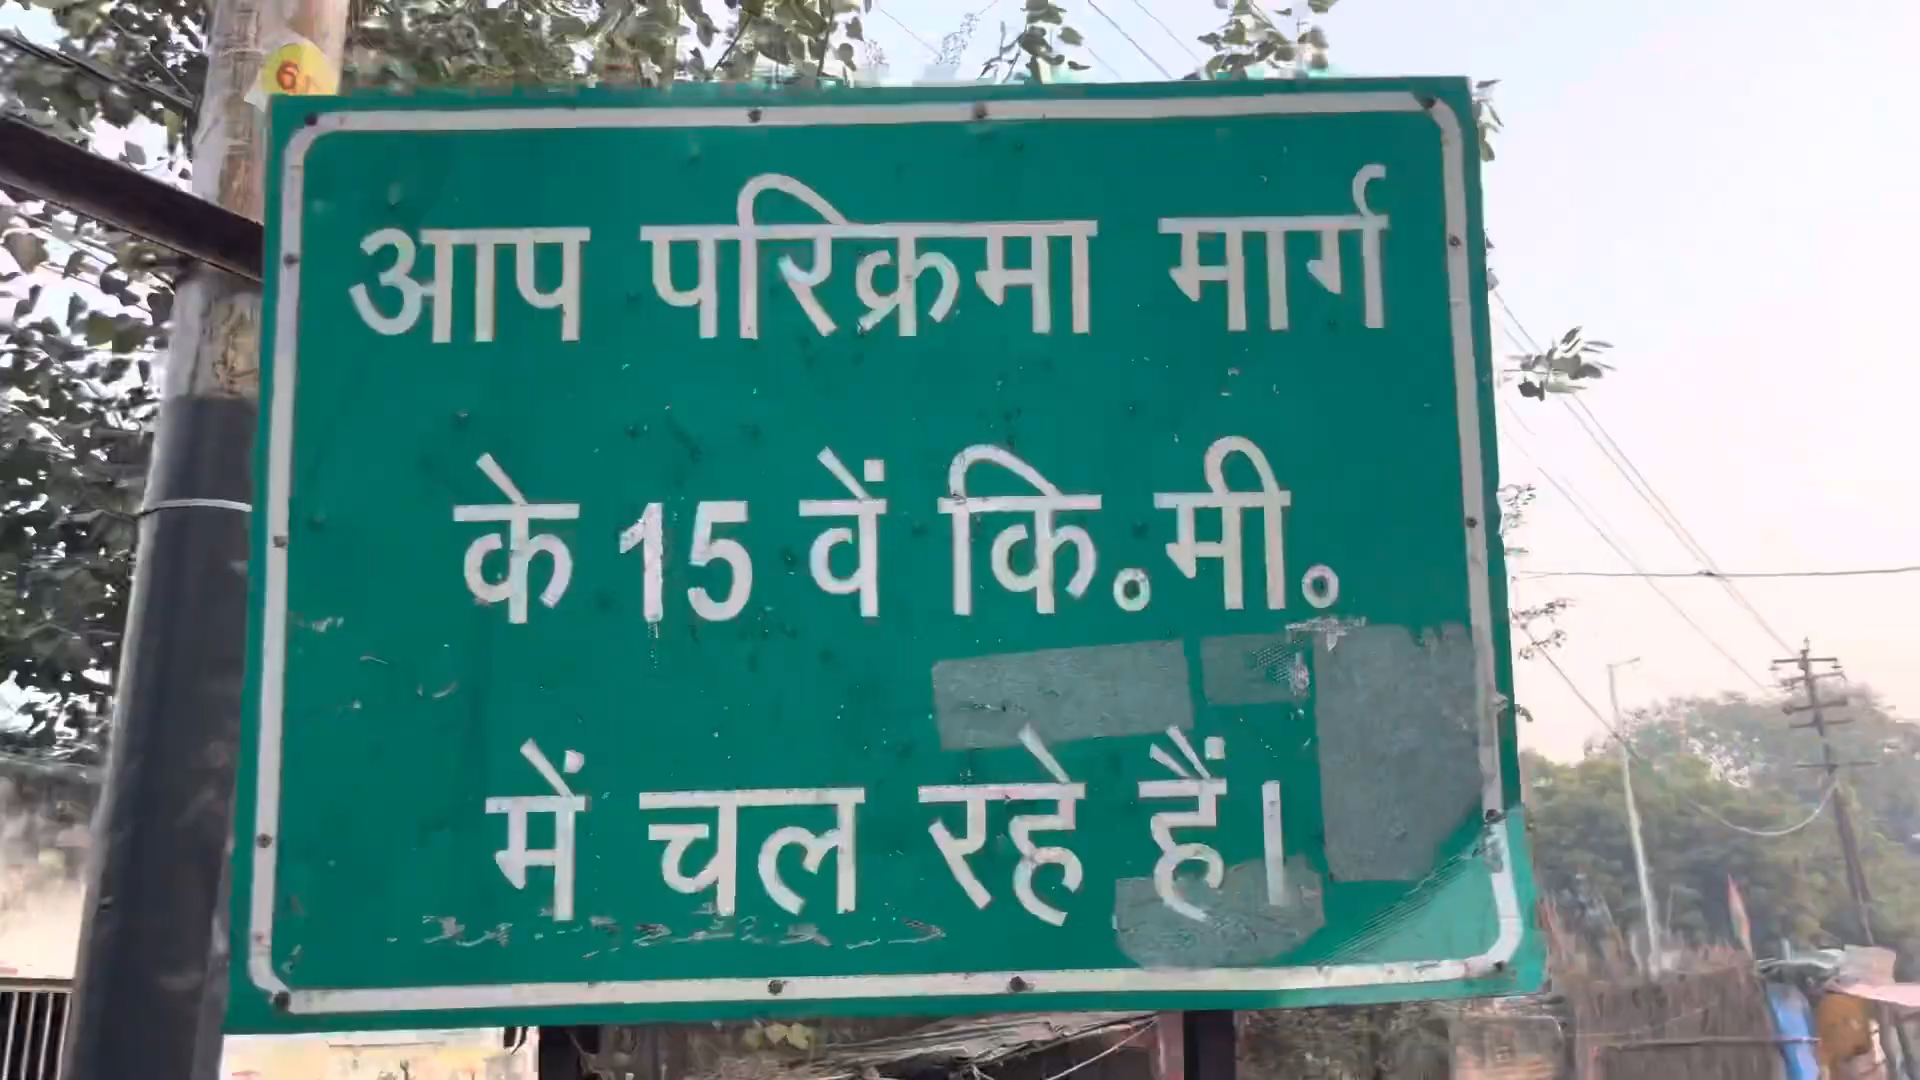 आप परिक्रमा मार्ग
के 15 वें कि॰मी॰
में चल रहे हैं।